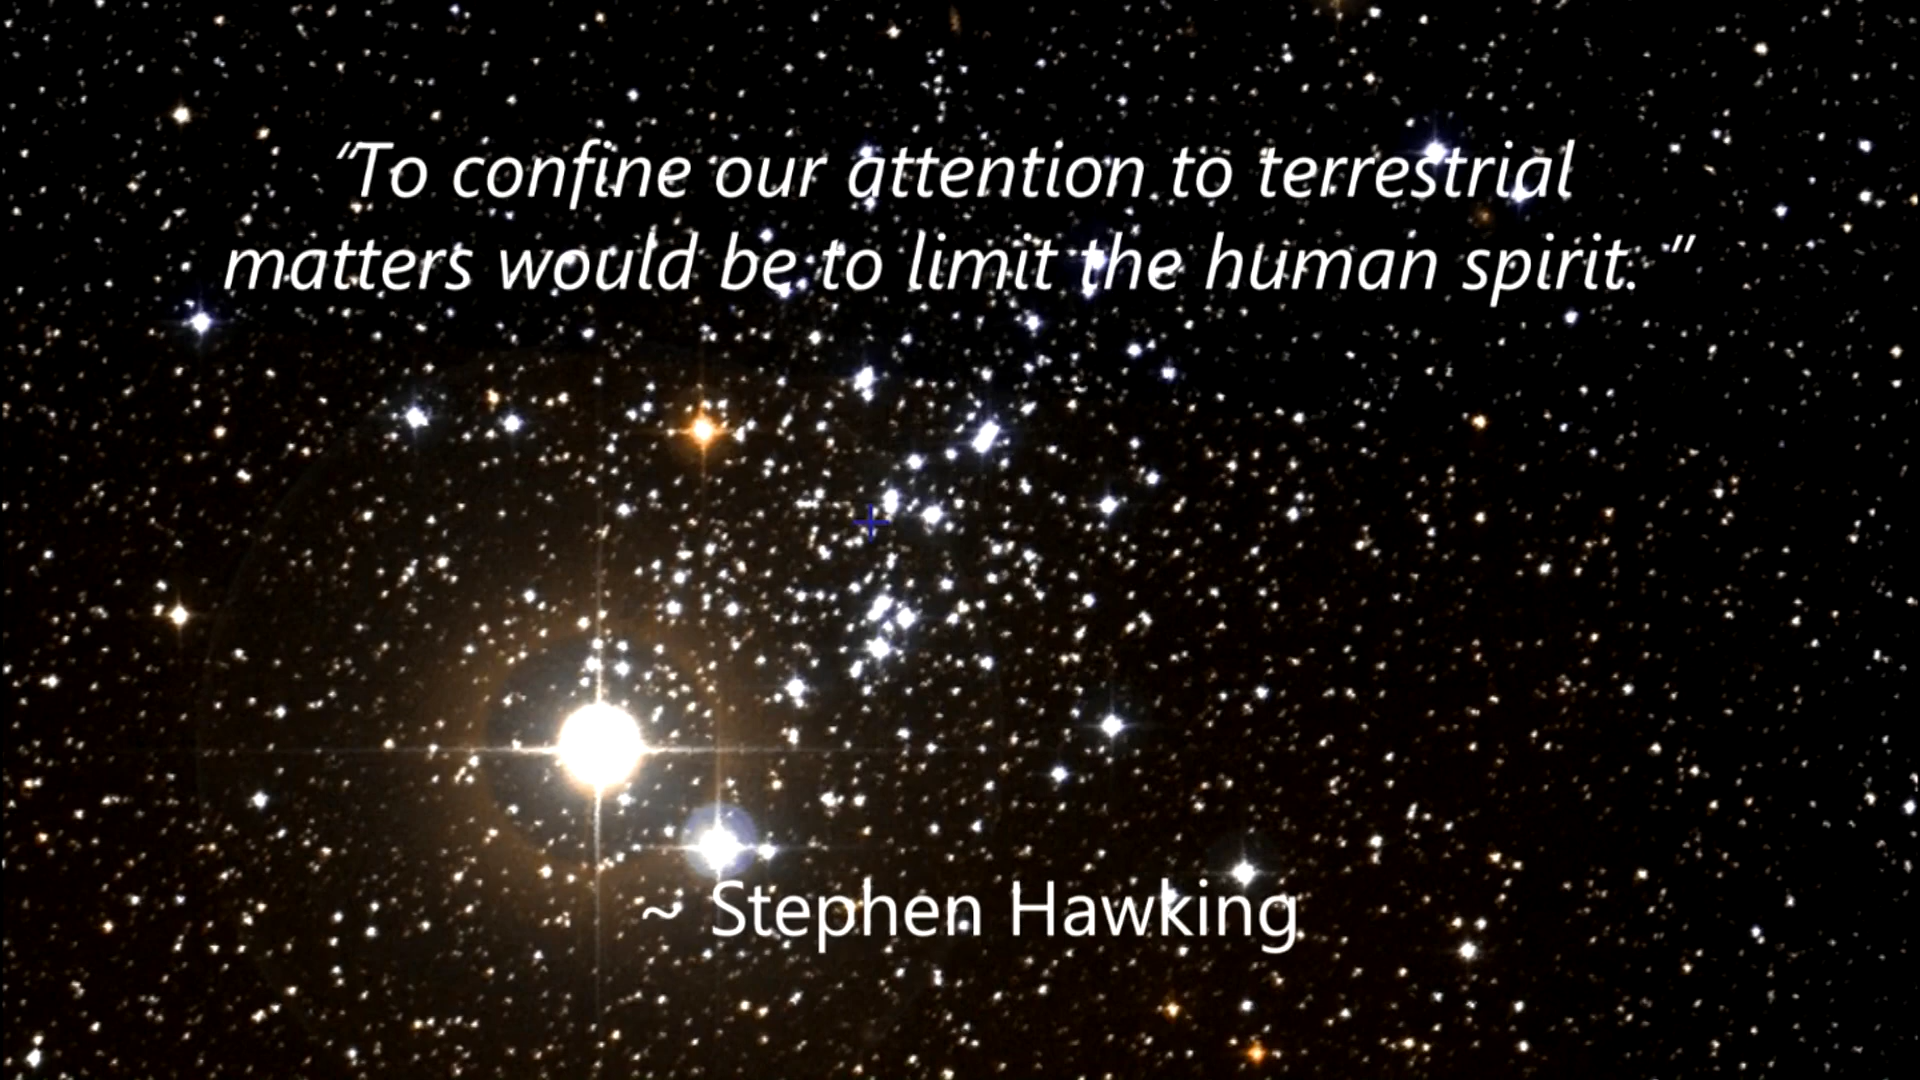 “To confine our attention to terrestrial
matters would be to limit the human spirit. ”
~ Stephen Hawking